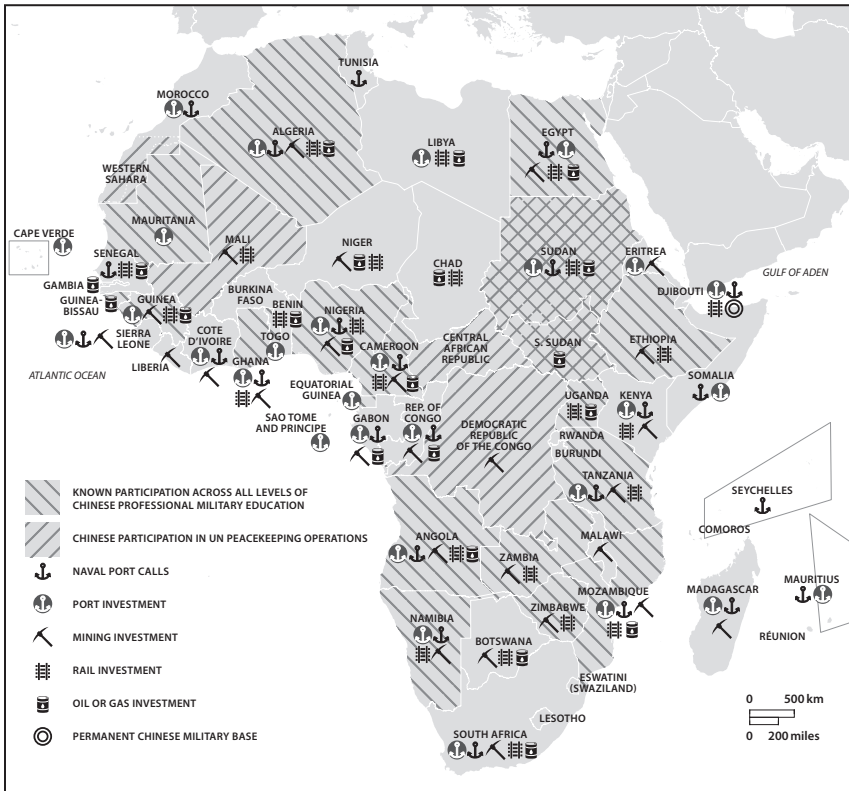 TUNISIA
MOROCCO
ALGERIA
LIBYA
EGYPT
WESTERN
SAHARA
MAURITANIA
CAPE VERDE
MALI
NIGER
SENEGAL
CHAD
SUDAN
ERITREA
GULF OF ADEN
GAMBIA
DJIBOUTI
GUINEA-
BISSAU
GUINEA
BURKINA
FASO
BENIN
NIGERIA
SIERRA
LEONE
COTE
D'IVOIRE
TOGO
CAMEROON
CENTRAL
AFRICAN
REPUBLIC
S. SUDAN
ETHIOPIA
LIBERIA
GHANA
ATLANTIC OCEAN
EQUATORIAL
GUINEA
SOMALIA
SAO TOME
AND PRINCIPE
GABON
REP. OF
CONGO
DEMOCRATIC
REPUBLIC
OF THE CONGO
UGANDA
KENYA
RWANDA
BURUNDI
TANZANIA
SEYCHELLES
COMOROS
ANGOLA
MALAWI
ZAMBIA
MOZAMBIQUE
MADAGASCAR
MAURITIUS
NAMIBIA
ZIMBABWE
BOTSWANA
RÉUNION
ESWATINI
(SWAZILAND)
LESOTHO
SOUTH AFRICA
KNOWN PARTICIPATION ACROSS ALL LEVELS OF
CHINESE PROFESSIONAL MILITARY EDUCATION
CHINESE PARTICIPATION IN UN PEACEKEEPING OPERATIONS
NAVAL PORT CALLS
PORT INVESTMENT
MINING INVESTMENT
RAIL INVESTMENT
OIL OR GAS INVESTMENT
PERMANENT CHINESE MILITARY BASE
0 500 km
0 200 miles